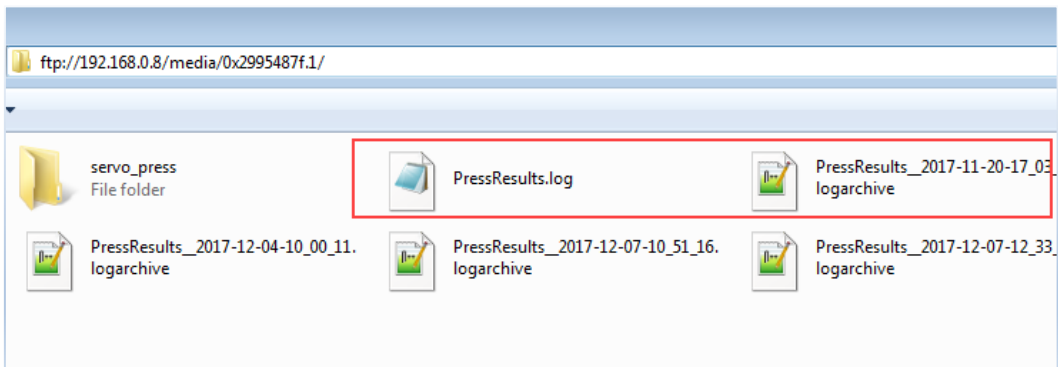 ftp://192.168.0.8/media/0x2995487f.1/
servo_press
File folder
PressResults.log
PressResults__2017-11-20-17_03_
logarchive
PressResults__2017-12-04-10_00_11.
logarchive
PressResults__2017-12-07-10_51_16.
logarchive
PressResults__2017-12-07-12_33_
logarchive